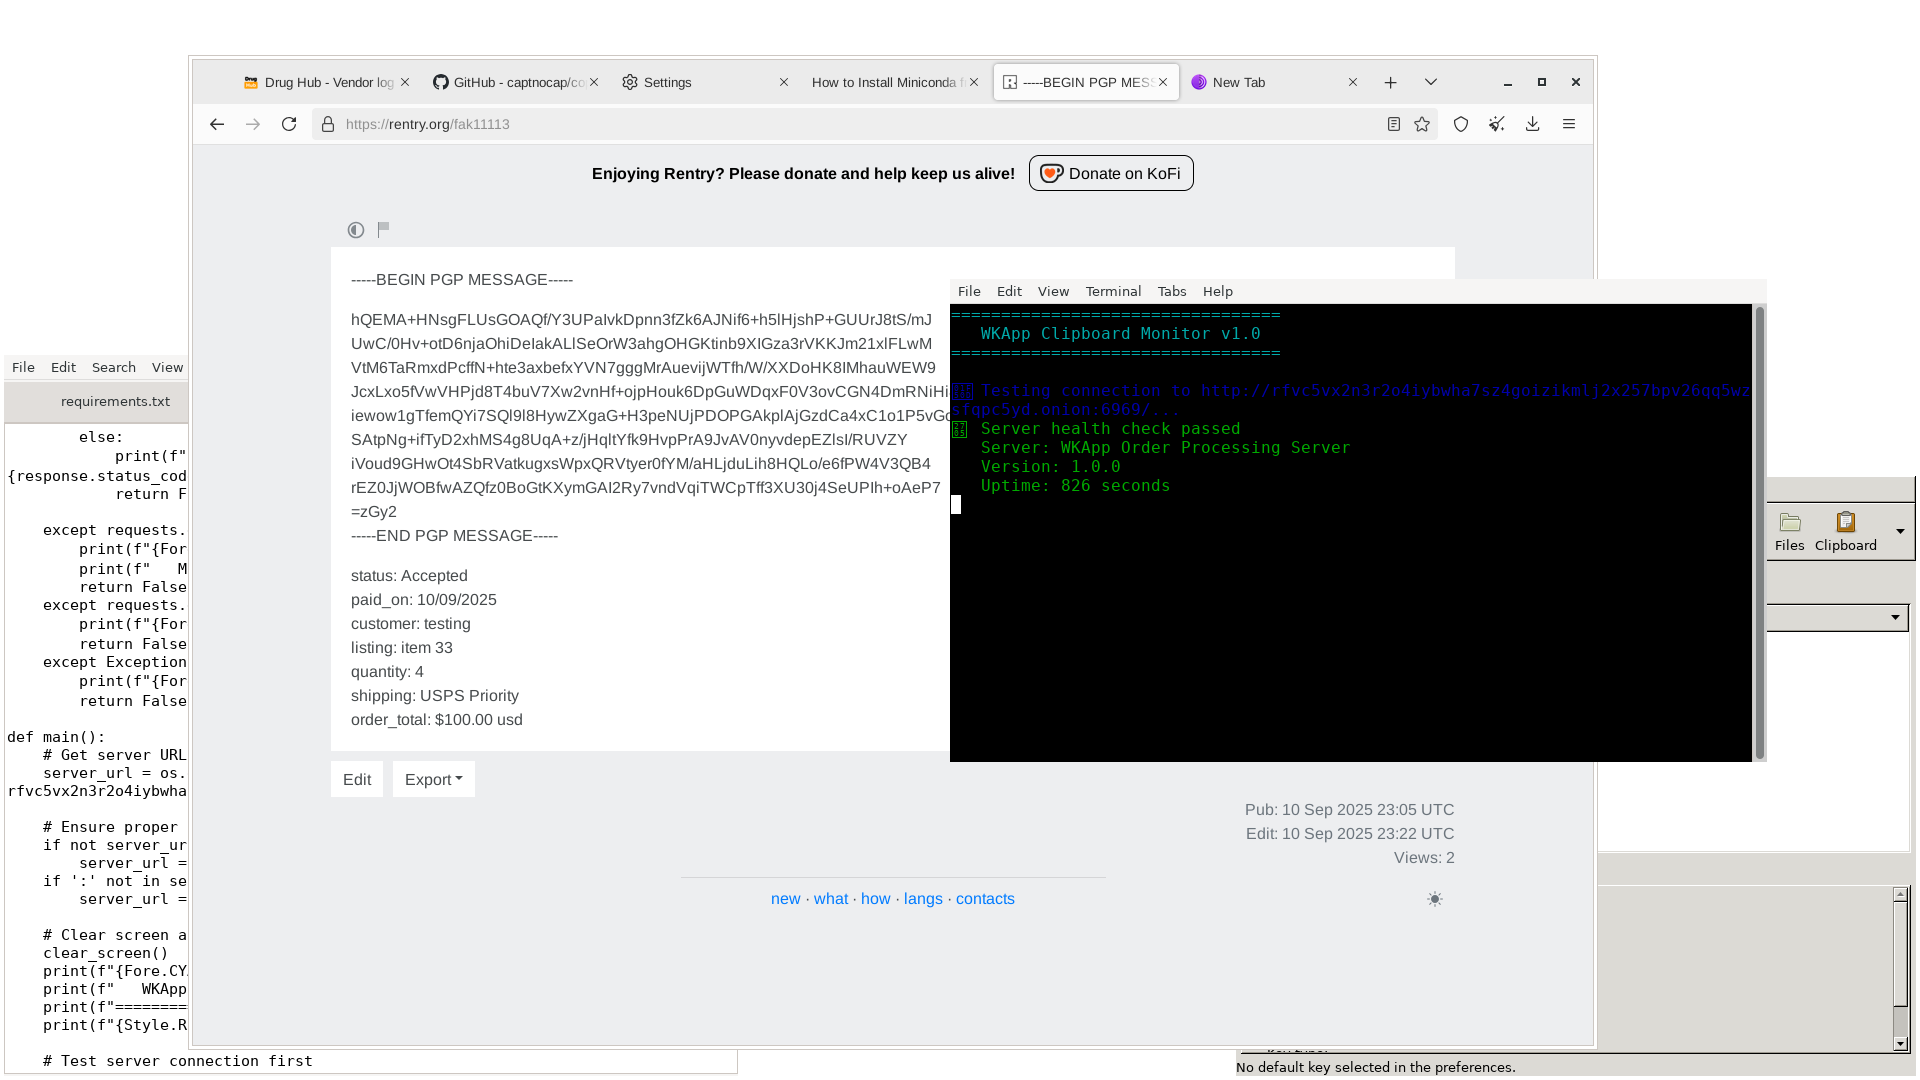 Drug Hub - Vendor log
GitHub - captnocap/co
Settings
How to Install Miniconda f
-----BEGIN PGP MESS
New Tab
https://rentry.org/fak11113
Enjoying Rentry? Please donate and help keep us alive!
Donate on KoFi
-----BEGIN PGP MESSAGE-----
hQEMA+HNsgFLUsGOAQf/Y3UPaIvkDpnn3fZk6AJNif6+h5lHjshP+GUUrJ8tS/mJ
UwC/0Hv+otD6njaOhiDeIakALlSeOrW3ahgOHGKtinb9XIGza3rVKKJm21xlFLwM
VtM6TaRmxdPcffN+hte3axbefxYVN7gggMrAuevijWTfh/W/XXDoHK8IMhauWEW9
JcxLxo5fVwVHPjd8T4buV7Xw2vnHf+ojpHouk6DpGuWDqxF0V3ovCGN4DmRNiHi
iewow1gTfemQYi7SQl9l8HywZXgaG+H3peNUjPDOPGAkplAjGzdCa4xC1o1P5vGc
SAtpNg+ifTyD2xhMS4g8UqA+z/jHqltYfk9HvpPrA9JvAV0nyvdepEZlsI/RUVZY
iVoud9GHwOt4SbRVatkugxsWpxQRVtyer0fYM/aHLjduLih8HQLo/e6fPW4V3QB4
rEZ0JjWOBfwAZQfz0BoGtKXymGAI2Ry7vndVqiTWCpTff3XU30j4SeUPIh+oAeP7
=zGy2
-----END PGP MESSAGE-----
status: Accepted
paid_on: 10/09/2025
customer: testing
listing: item 33
quantity: 4
shipping: USPS Priority
order_total: $100.00 usd
Edit
Export
Pub: 10 Sep 2025 23:05 UTC
Edit: 10 Sep 2025 23:22 UTC
Views: 2
new · what · how · langs · contacts
File Edit View Terminal Tabs Help
=================================
WKApp Clipboard Monitor v1.0
=================================
Testing connection to http://rfvc5vx2n3r2o4iybwha7sz4goizikmlj2x257bpv26qq5wz
sfqpc5yd.onion:6969/...
Server health check passed
Server: WKApp Order Processing Server
Version: 1.0.0
Uptime: 826 seconds
File Edit Search View
requirements.txt
else:
print(f"
{response.status_cod
return F
except requests.
print(f"{For
print(f"   M
return False
except requests.
print(f"{For
return False
except Exception
print(f"{For
return False
def main():
# Get server URL
server_url = os.
rfvc5vx2n3r2o4iybwha
# Ensure proper
if not server_ur
server_url =
if ':' not in se
server_url =
# Clear screen a
clear_screen()
print(f"{Fore.CY
print(f"   WKApp
print(f"========
print(f"{Style.R
# Test server connection first
Files
Clipboard
No default key selected in the preferences.